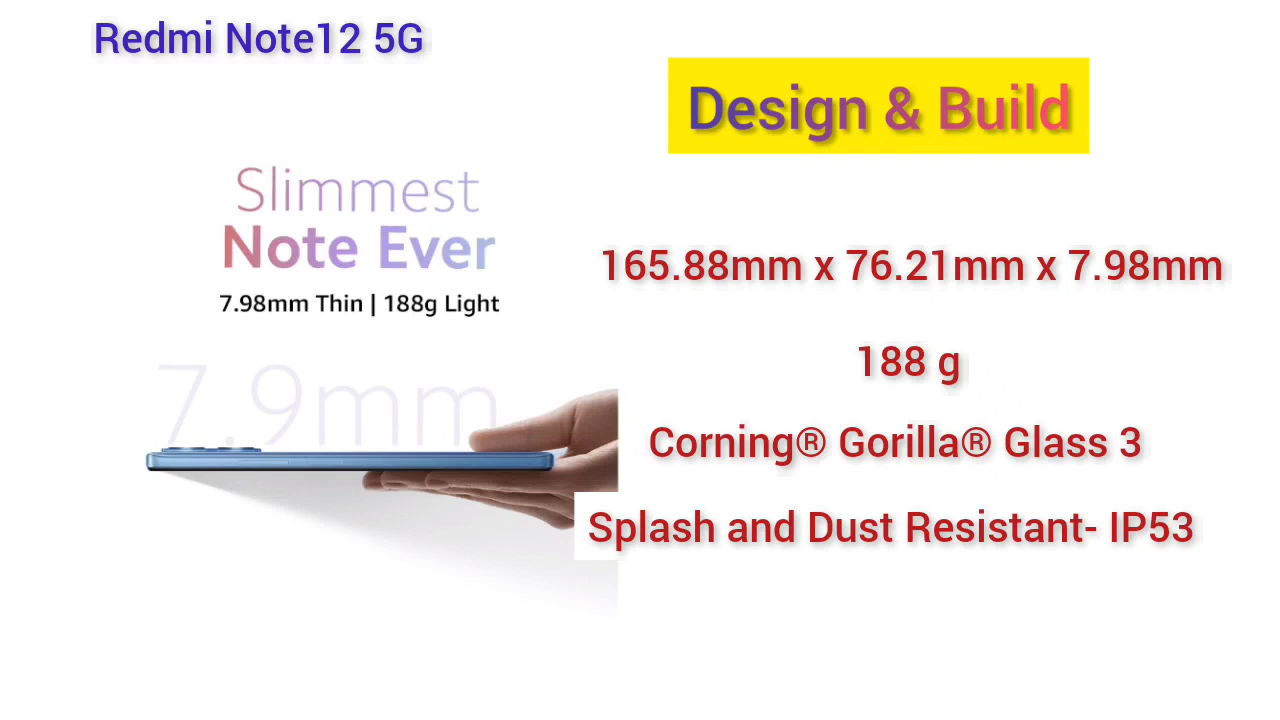 Redmi Note12 5G
Design & Build
Slimmest
Note Ever
7.98mm Thin | 188g Light
7.9mm
165.88mm x 76.21mm x 7.98mm
188 g
Corning® Gorilla® Glass 3
Splash and Dust Resistant- IP53